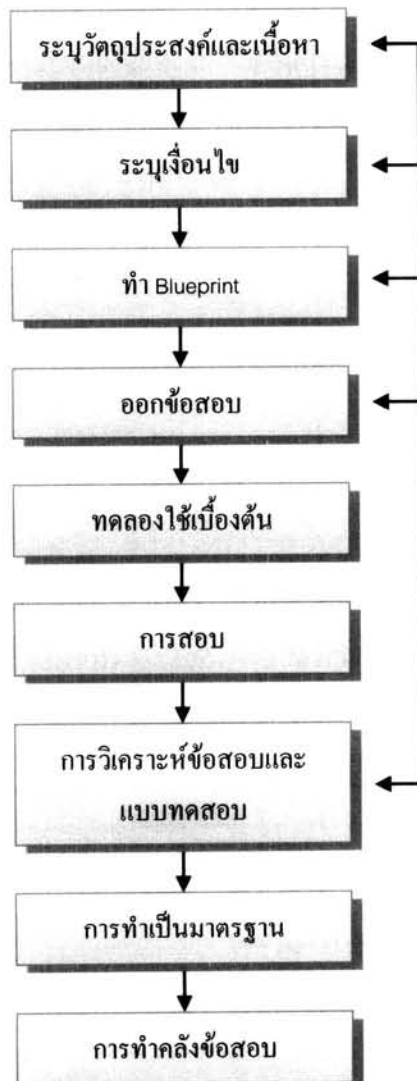 ระบุวัตถุประสงค์และเนื้อหา
ระบุเงื่อนไข
ทำ Blueprint
ออกข้อสอบ
ทดลองใช้เบื้องต้น
การสอบ
การวิเคราะห์ข้อสอบและ
แบบทดสอบ
การทำเป็นมาตรฐาน
การทำคลังข้อสอบ